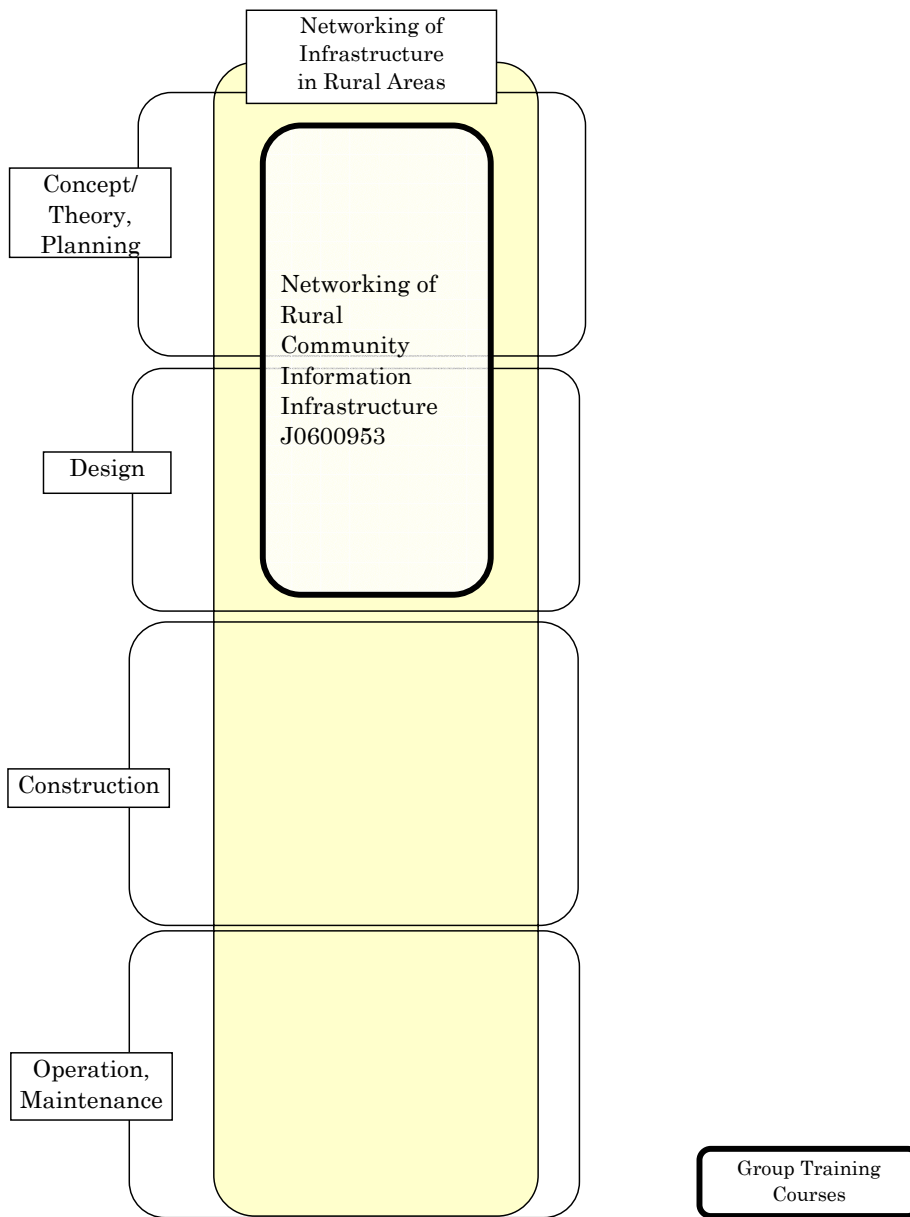 Networking of
Infrastructure
in Rural Areas
Concept/
Theory,
Planning
Networking of
Rural
Community
Information
Infrastructure
J0600953
Design
Construction
Operation,
Maintenance
Group Training
Courses